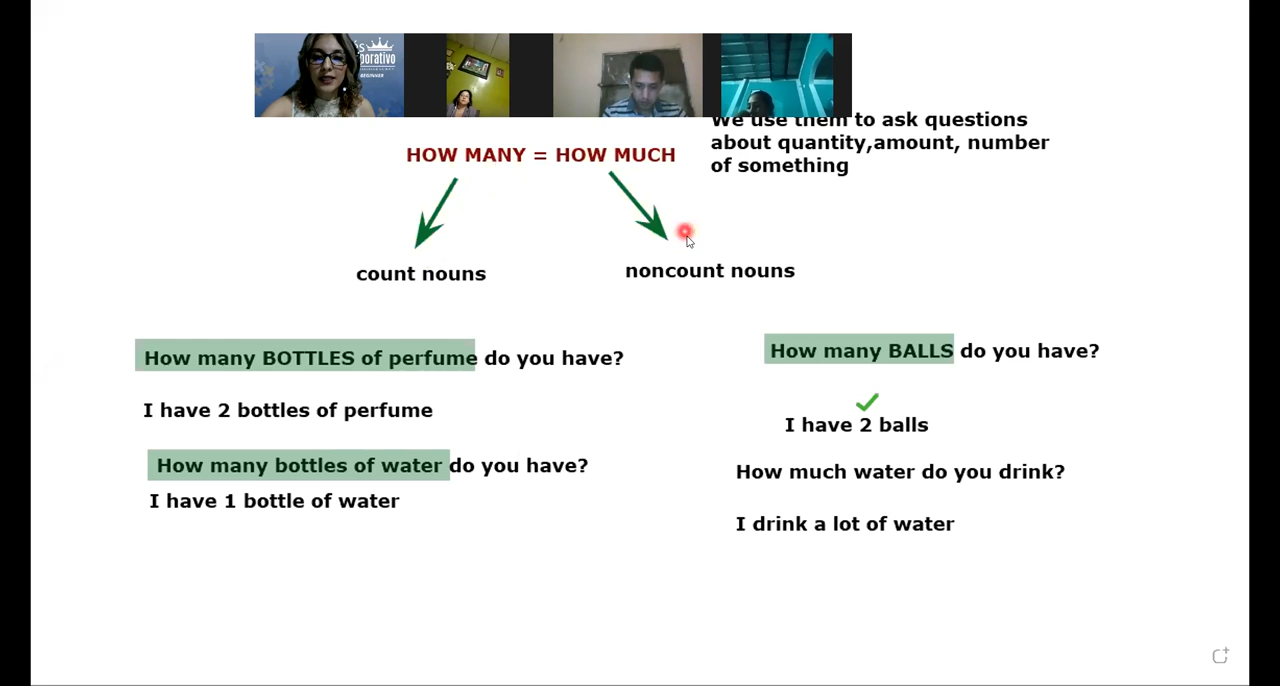 BEGINNER
We use them to ask questions
about quantity,amount, number
of something
HOW MANY = HOW MUCH
count nouns
noncount nouns
How many BOTTLES of perfume do you have?
I have 2 bottles of perfume
How many bottles of water do you have?
I have 1 bottle of water
How many BALLS do you have?
I have 2 balls
How much water do you drink?
I drink a lot of water